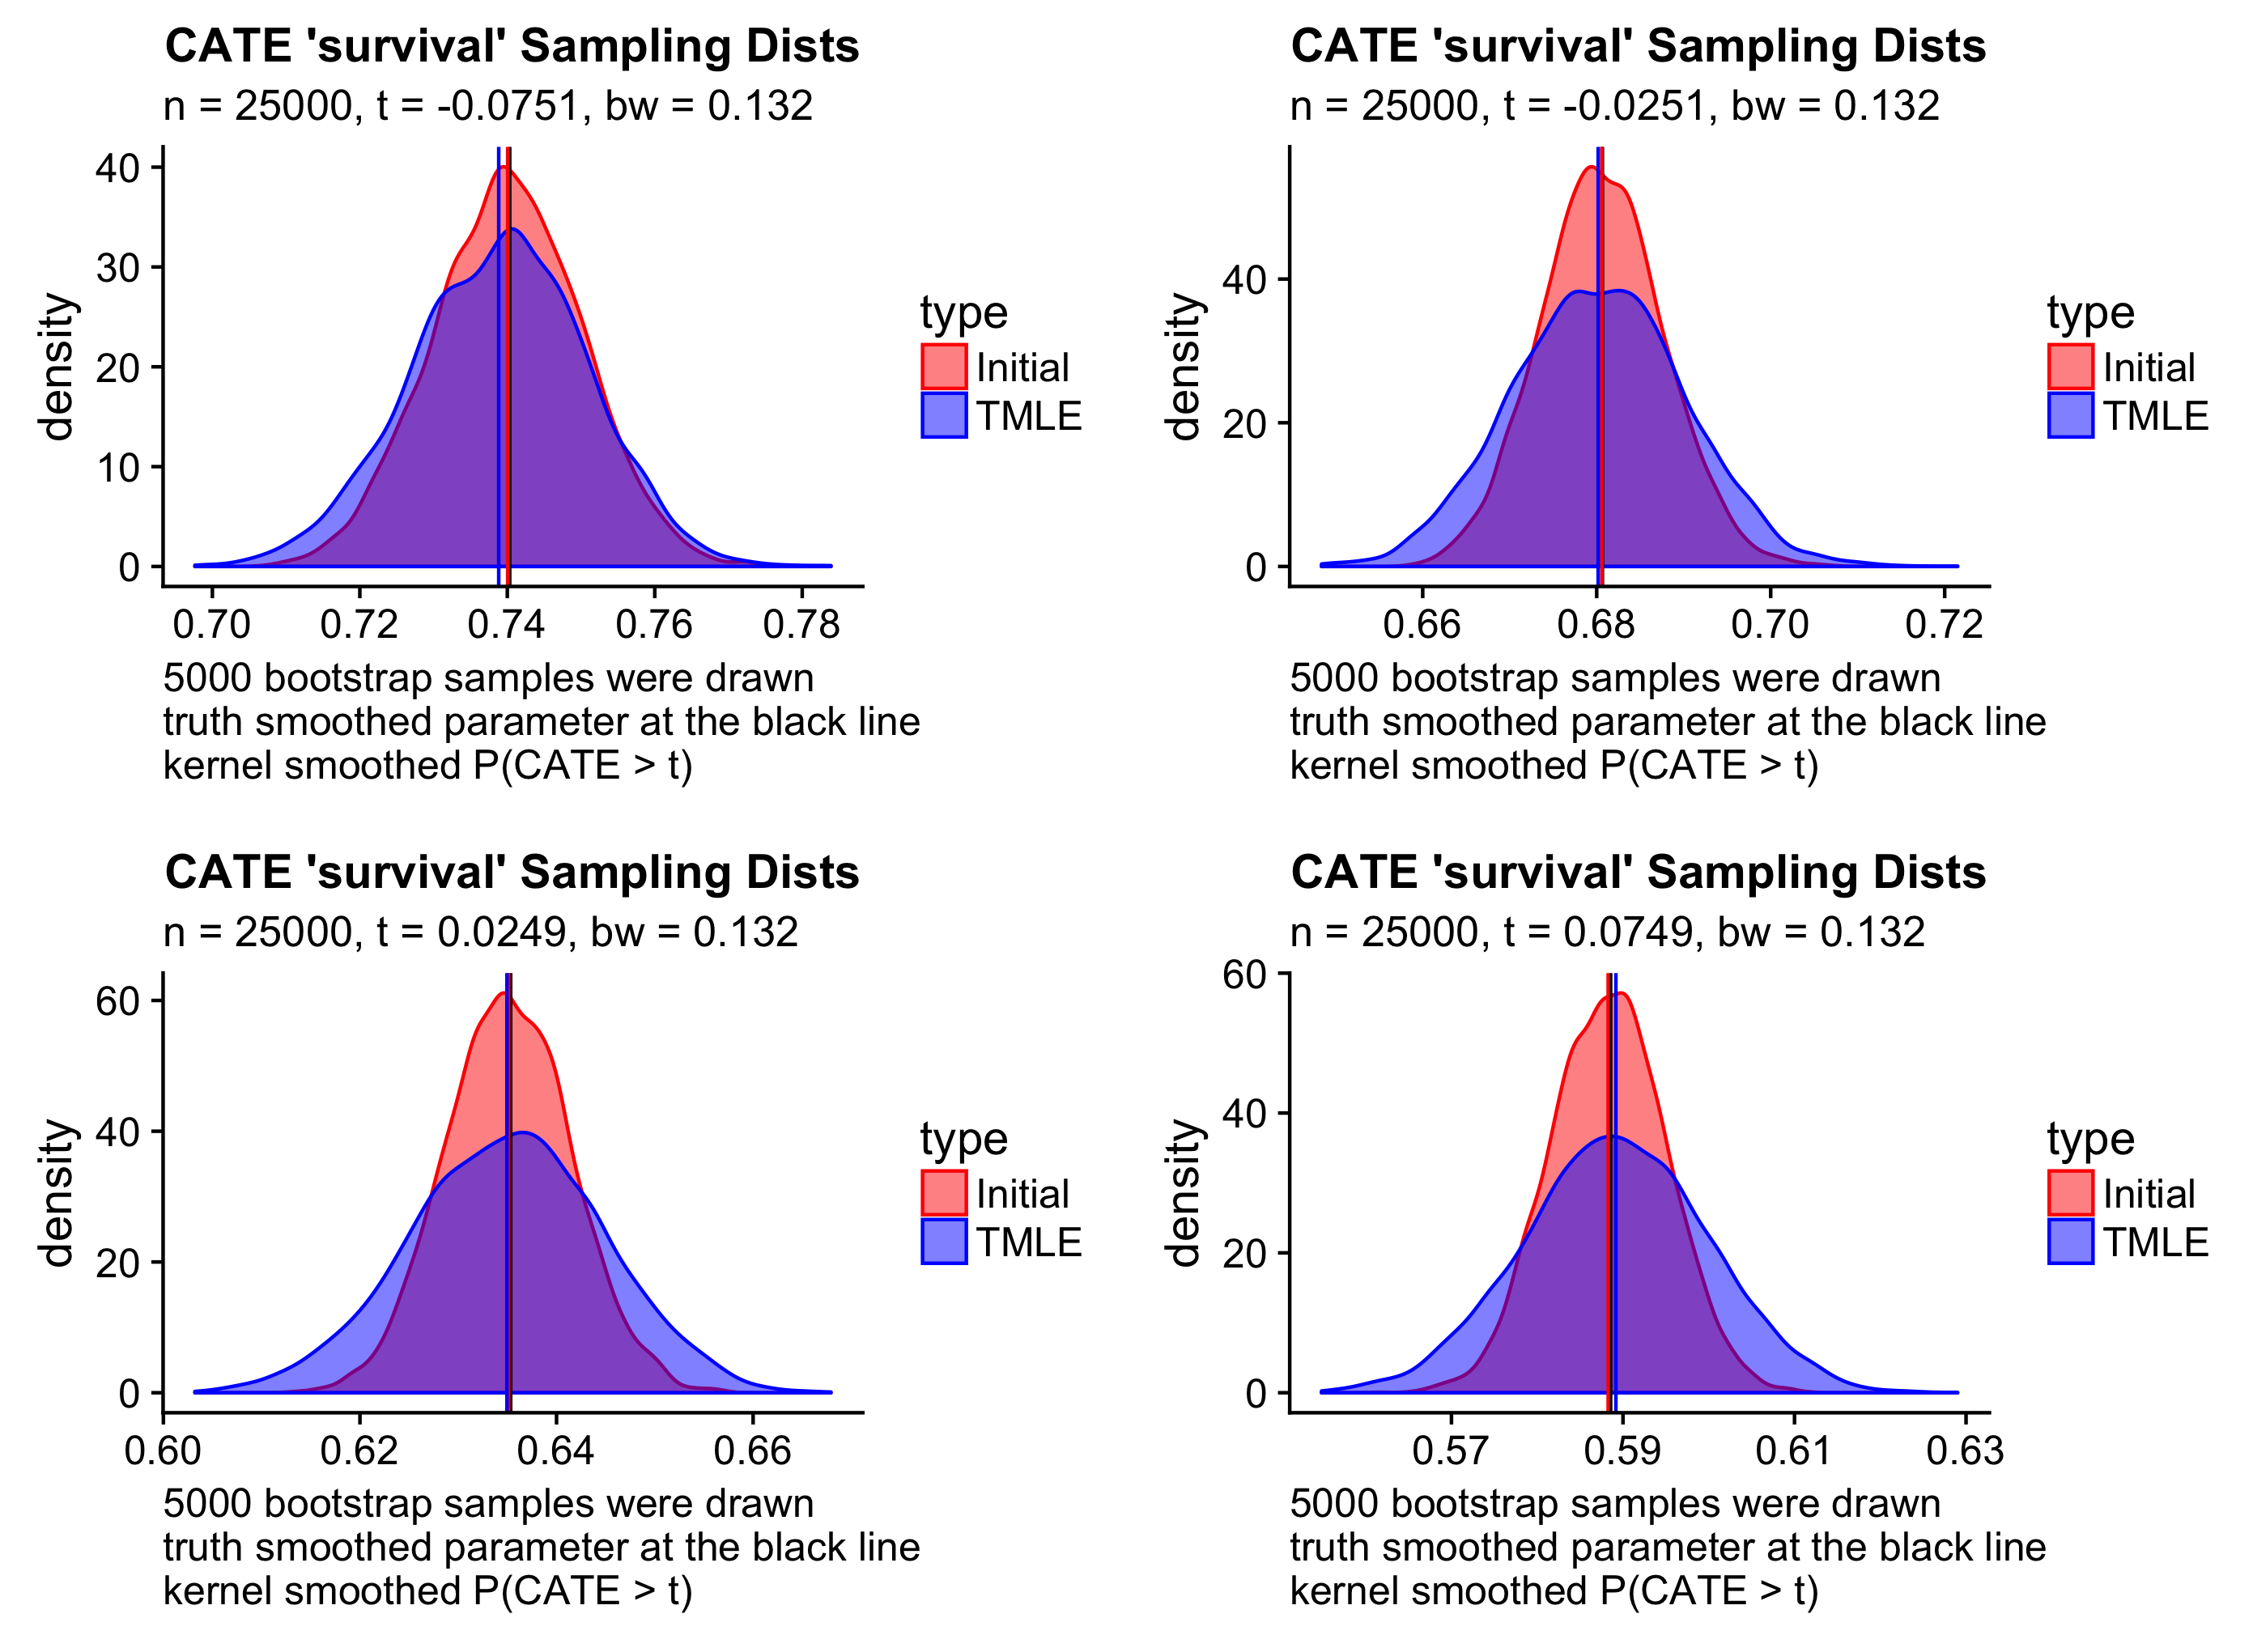 CATE 'survival' Sampling Dists
n = 25000, t = -0.0751, bw = 0.132
density
40
30
20
10
0
0.70 0.72 0.74 0.76 0.78
type
Initial
TMLE
5000 bootstrap samples were drawn
truth smoothed parameter at the black line
kernel smoothed P(CATE > t)
CATE 'survival' Sampling Dists
n = 25000, t = -0.0251, bw = 0.132
density
40
20
0
0.66 0.68 0.70 0.72
type
Initial
TMLE
5000 bootstrap samples were drawn
truth smoothed parameter at the black line
kernel smoothed P(CATE > t)
CATE 'survival' Sampling Dists
n = 25000, t = 0.0249, bw = 0.132
density
60
40
20
0
0.60 0.62 0.64 0.66
type
Initial
TMLE
5000 bootstrap samples were drawn
truth smoothed parameter at the black line
kernel smoothed P(CATE > t)
CATE 'survival' Sampling Dists
n = 25000, t = 0.0749, bw = 0.132
density
60
40
20
0
0.57 0.59 0.61 0.63
type
Initial
TMLE
5000 bootstrap samples were drawn
truth smoothed parameter at the black line
kernel smoothed P(CATE > t)